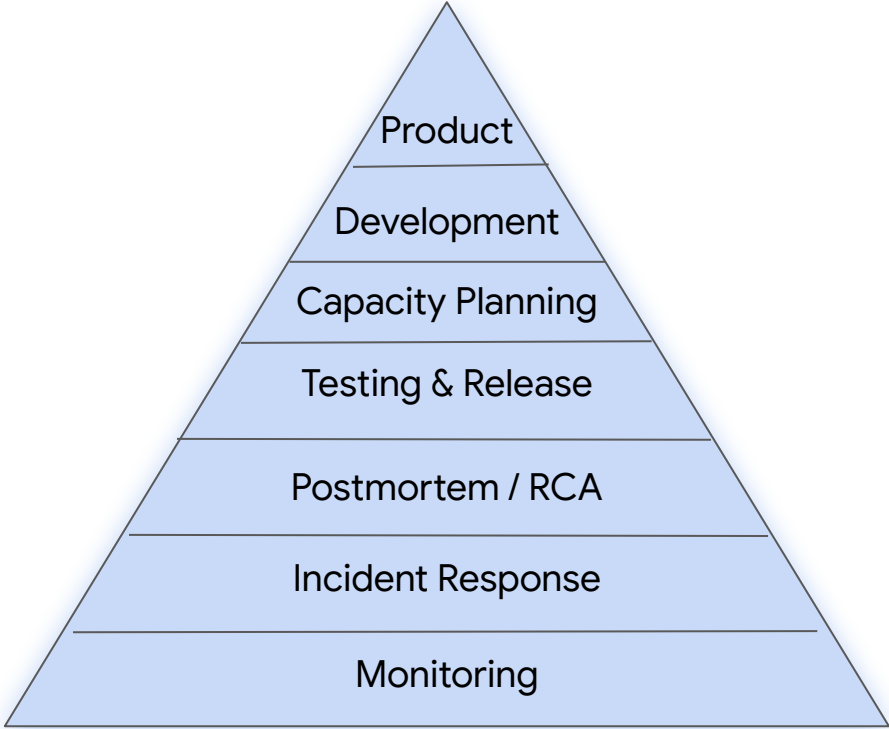 Product
Development
Capacity Planning
Testing & Release
Postmortem / RCA
Incident Response
Monitoring